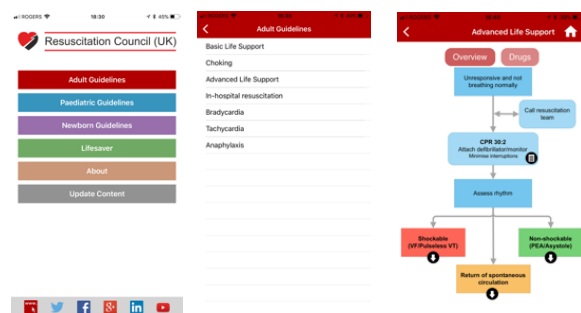 ROGERS 18:30 45%
Resuscitation Council (UK)
Adult Guidelines
Paediatric Guidelines
Newborn Guidelines
Lifesaver
About
Update Content
Adult Guidelines
Basic Life Support
Choking
Advanced Life Support
In-hospital resuscitation
Bradycardia
Tachycardia
Anaphylaxis
Advanced Life Support
Overview Drugs
Unresponsive and not
breathing normally
Call resuscitation
team
CPR 30:2
Attach defibrillator/monitor
Minimise interruptions
Assess rhythm
Shockable
(VF/Pulseless VT)
Non-shockable
(PEA/Asystole)
Return of spontaneous
circulation